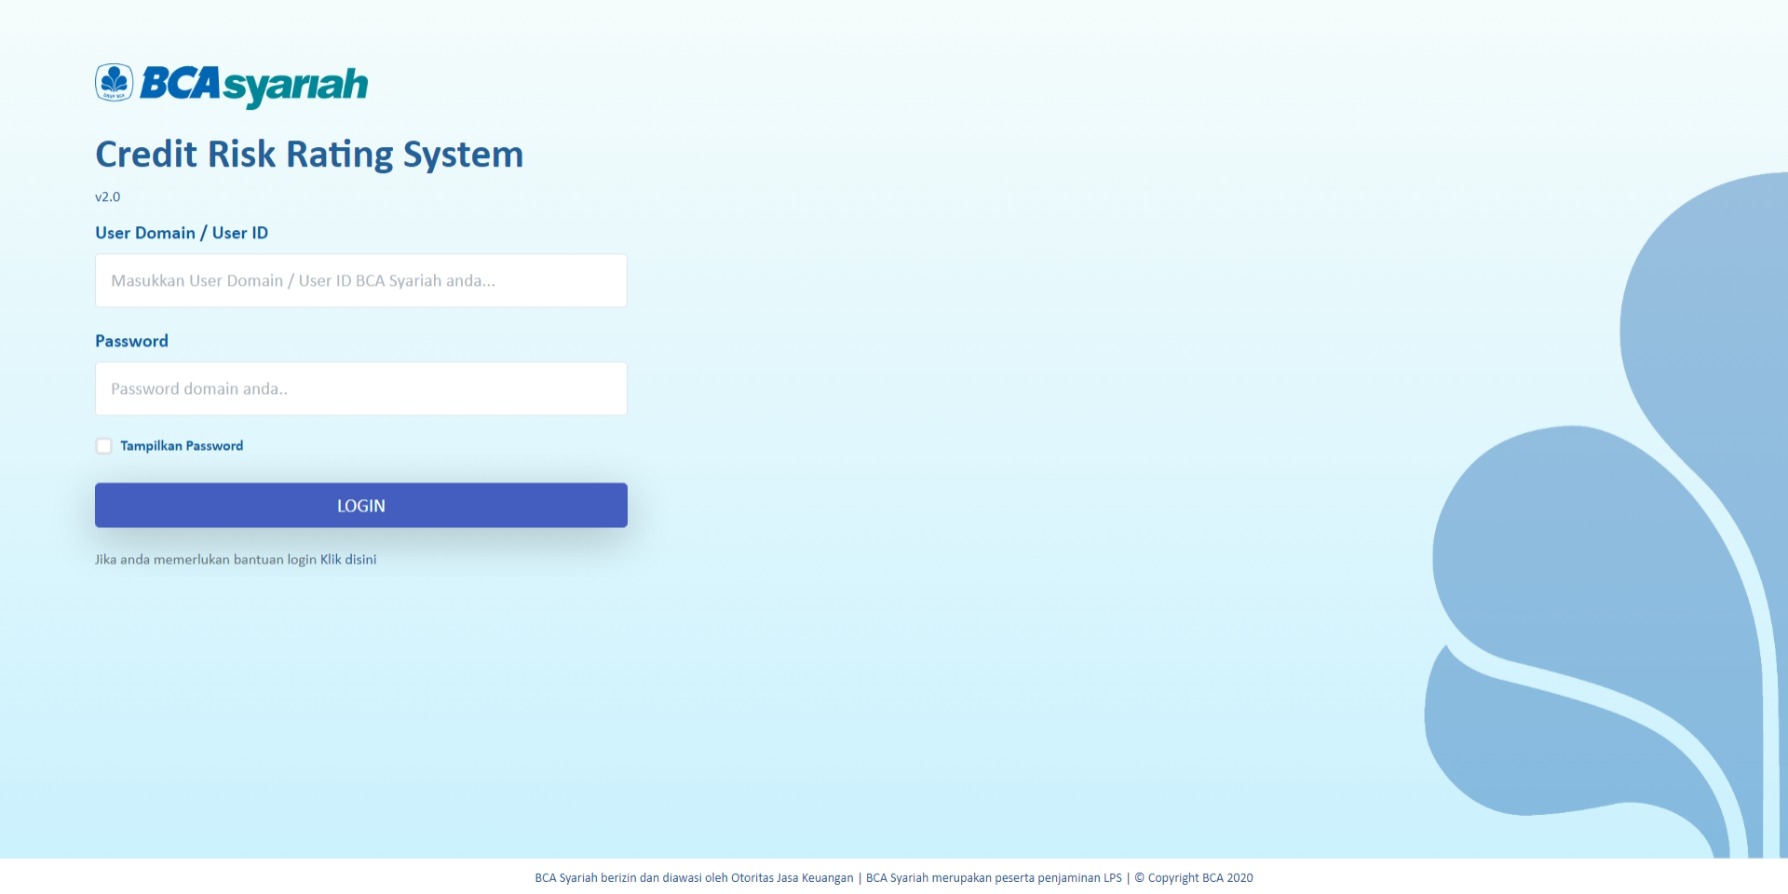 BCA syariah
Credit Risk Rating System
v2.0
User Domain / User ID
Masukkan User Domain / User ID BCA Syariah anda...
Password
Password domain anda..
Tampilkan Password
LOGIN
Jika anda memerlukan bantuan login Klik disini
BCA Syariah berizin dan diawasi oleh Otoritas Jasa Keuangan | BCA Syariah merupakan peserta penjaminan LPS | © Copyright BCA 2020